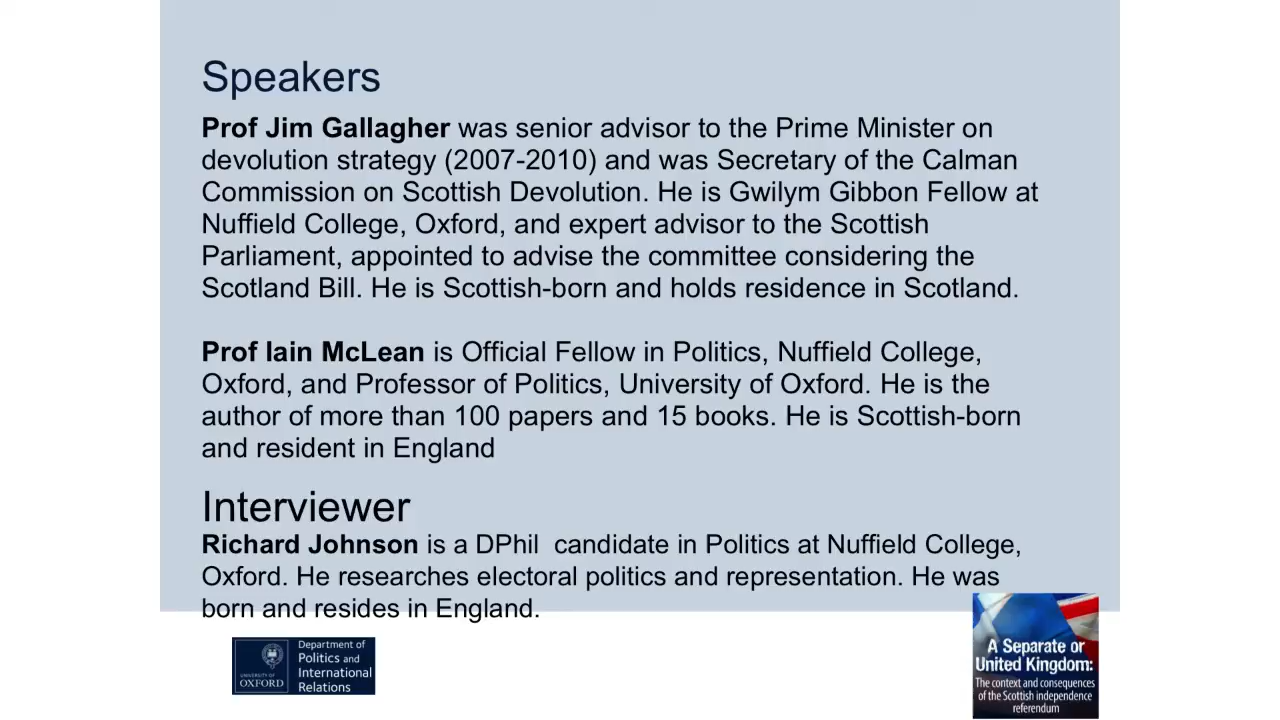 Speakers
Prof Jim Gallagher was senior advisor to the Prime Minister on
devolution strategy (2007-2010) and was Secretary of the Calman
Commission on Scottish Devolution. He is Gwilym Gibbon Fellow at
Nuffield College, Oxford, and expert advisor to the Scottish
Parliament, appointed to advise the committee considering the
Scotland Bill. He is Scottish-born and holds residence in Scotland.
Prof Iain McLean is Official Fellow in Politics, Nuffield College,
Oxford, and Professor of Politics, University of Oxford. He is the
author of more than 100 papers and 15 books. He is Scottish-born
and resident in England
Interviewer
Richard Johnson is a DPhil  candidate in Politics at Nuffield College,
Oxford. He researches electoral politics and representation. He was
born and resides in England.
UNIVERSITY OF
OXFORD
Department of
Politics and
International
Relations
A Separate or
United Kingdom:
The context and consequences
of the Scottish independence
referendum